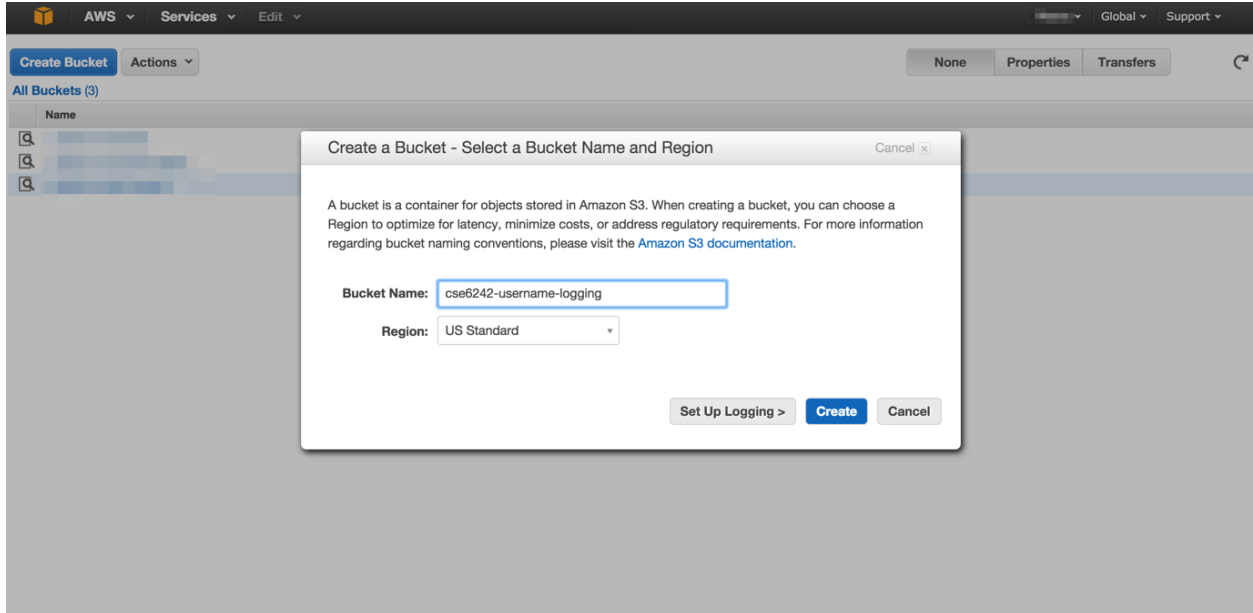 AWS Services Edit Global Support
Create Bucket Actions None Properties Transfers
All Buckets (3)
Name
Create a Bucket - Select a Bucket Name and Region Cancel x
A bucket is a container for objects stored in Amazon S3. When creating a bucket, you can choose a
Region to optimize for latency, minimize costs, or address regulatory requirements. For more information
regarding bucket naming conventions, please visit the Amazon S3 documentation.
Bucket Name: cse6242-username-logging
Region: US Standard
Set Up Logging > Create Cancel